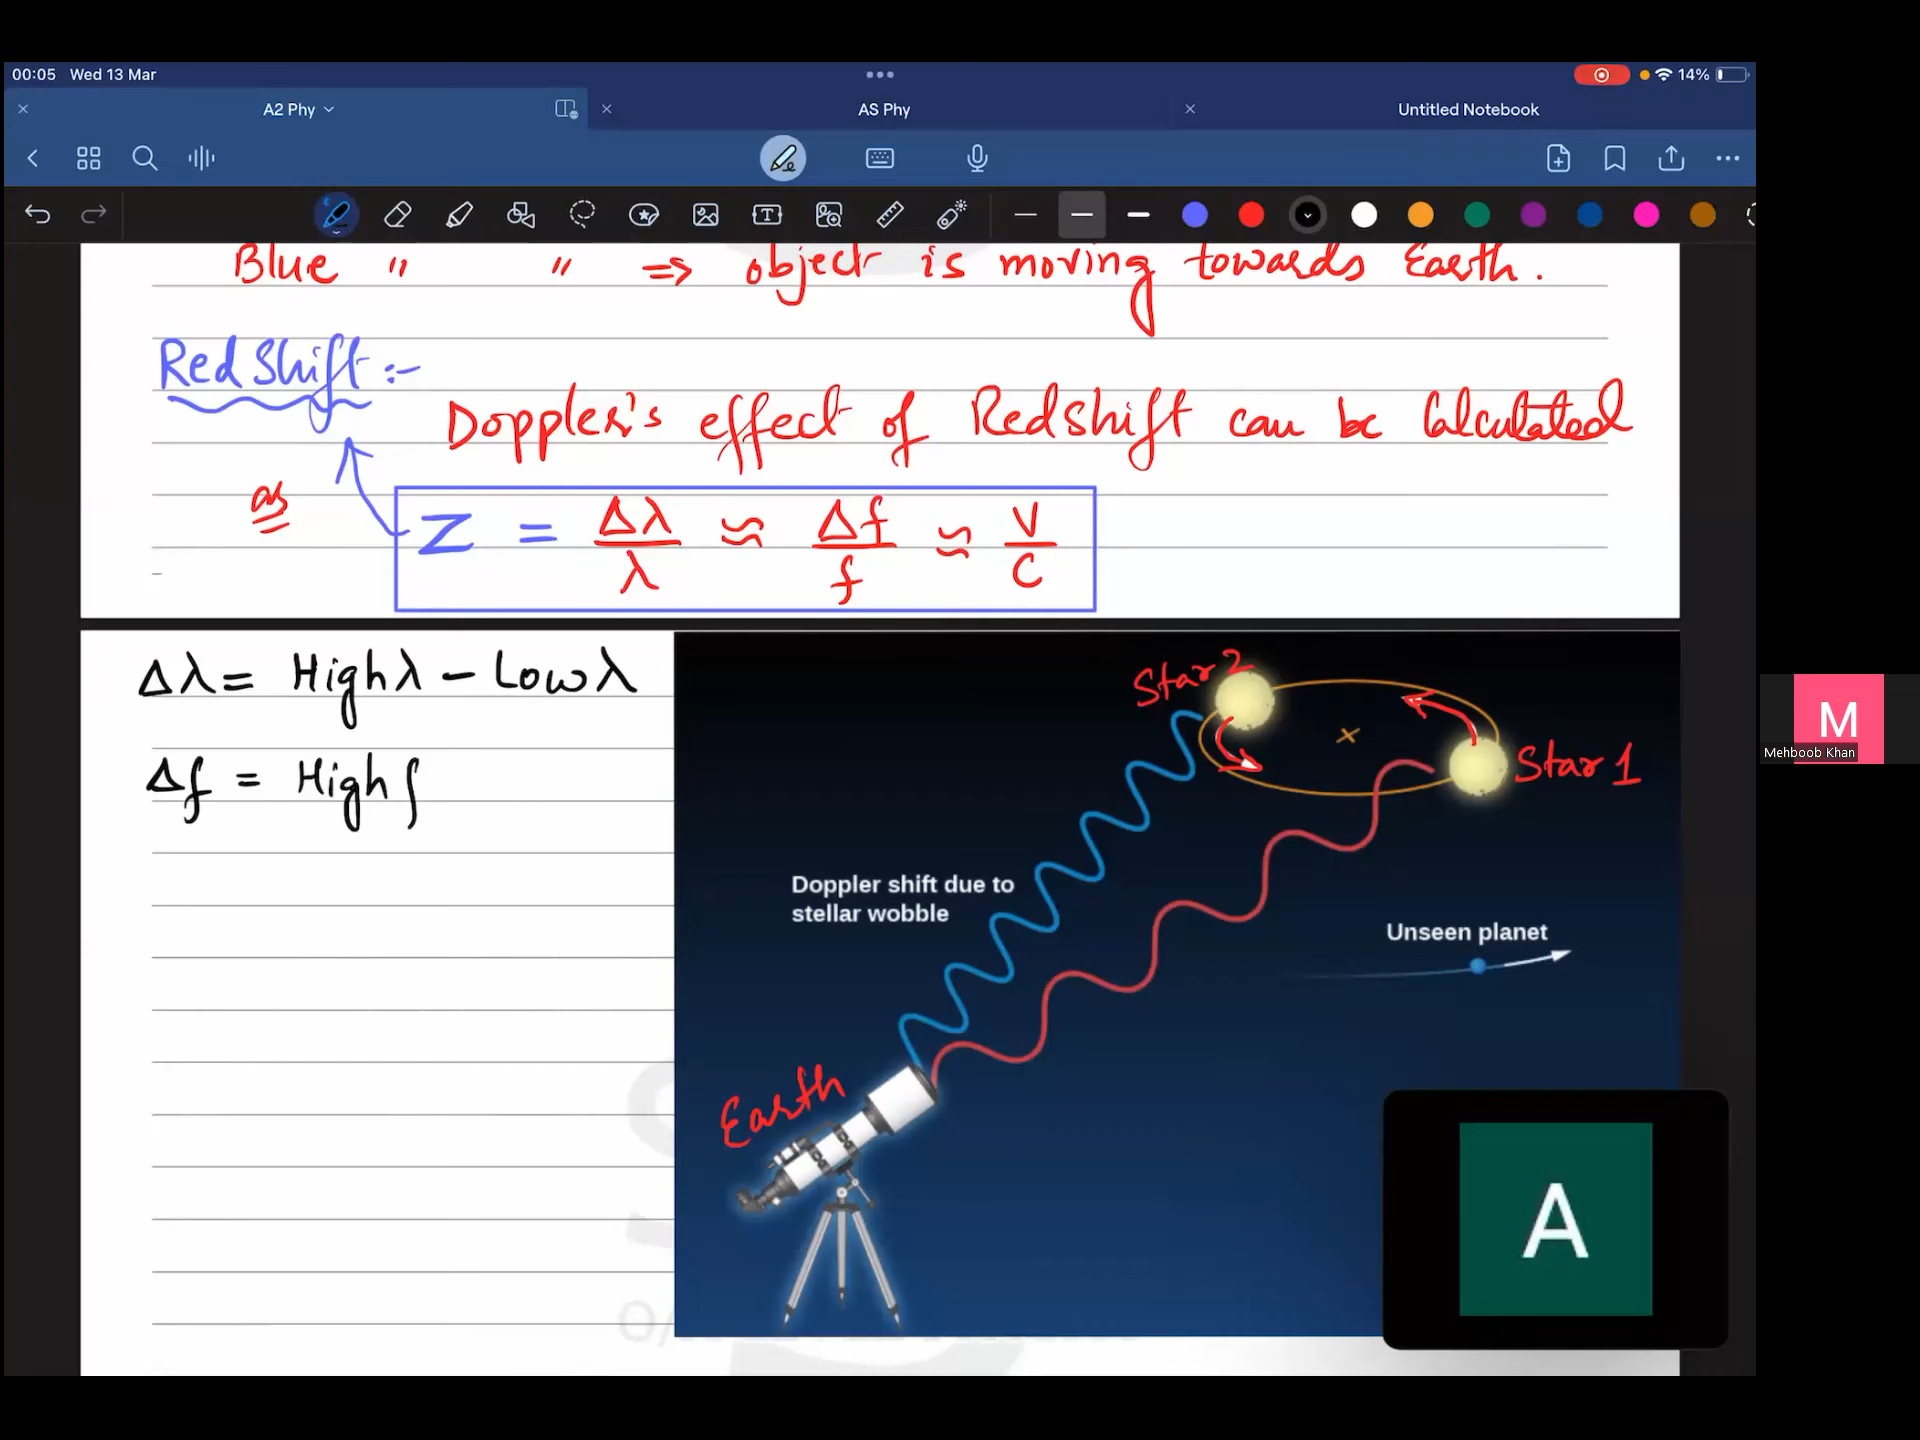 00:05 Wed 13 Mar
14%
A2 Phy
AS Phy
Untitled Notebook
Blue " " ⇒ object is moving towards Earth.
Red Shift :-
Doppler's effect of Redshift can be Calculated
as
Z = Δλ/λ ≈ Δf/f ≈ v/c
Δλ = High λ - Low λ
Δf = High f
Star 2
Star 1
Doppler shift due to
stellar wobble
Unseen planet
Earth
A
M
Mehboob Khan